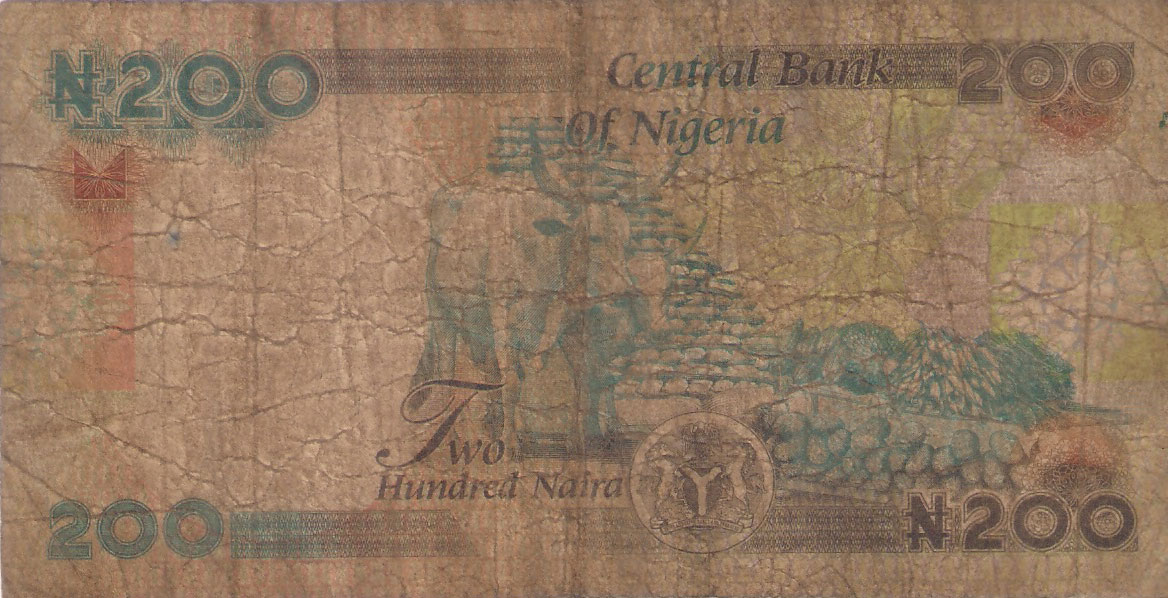 ₦200
Central Bank
200
Of Nigeria
Two
Hundred Naira
200
₦200